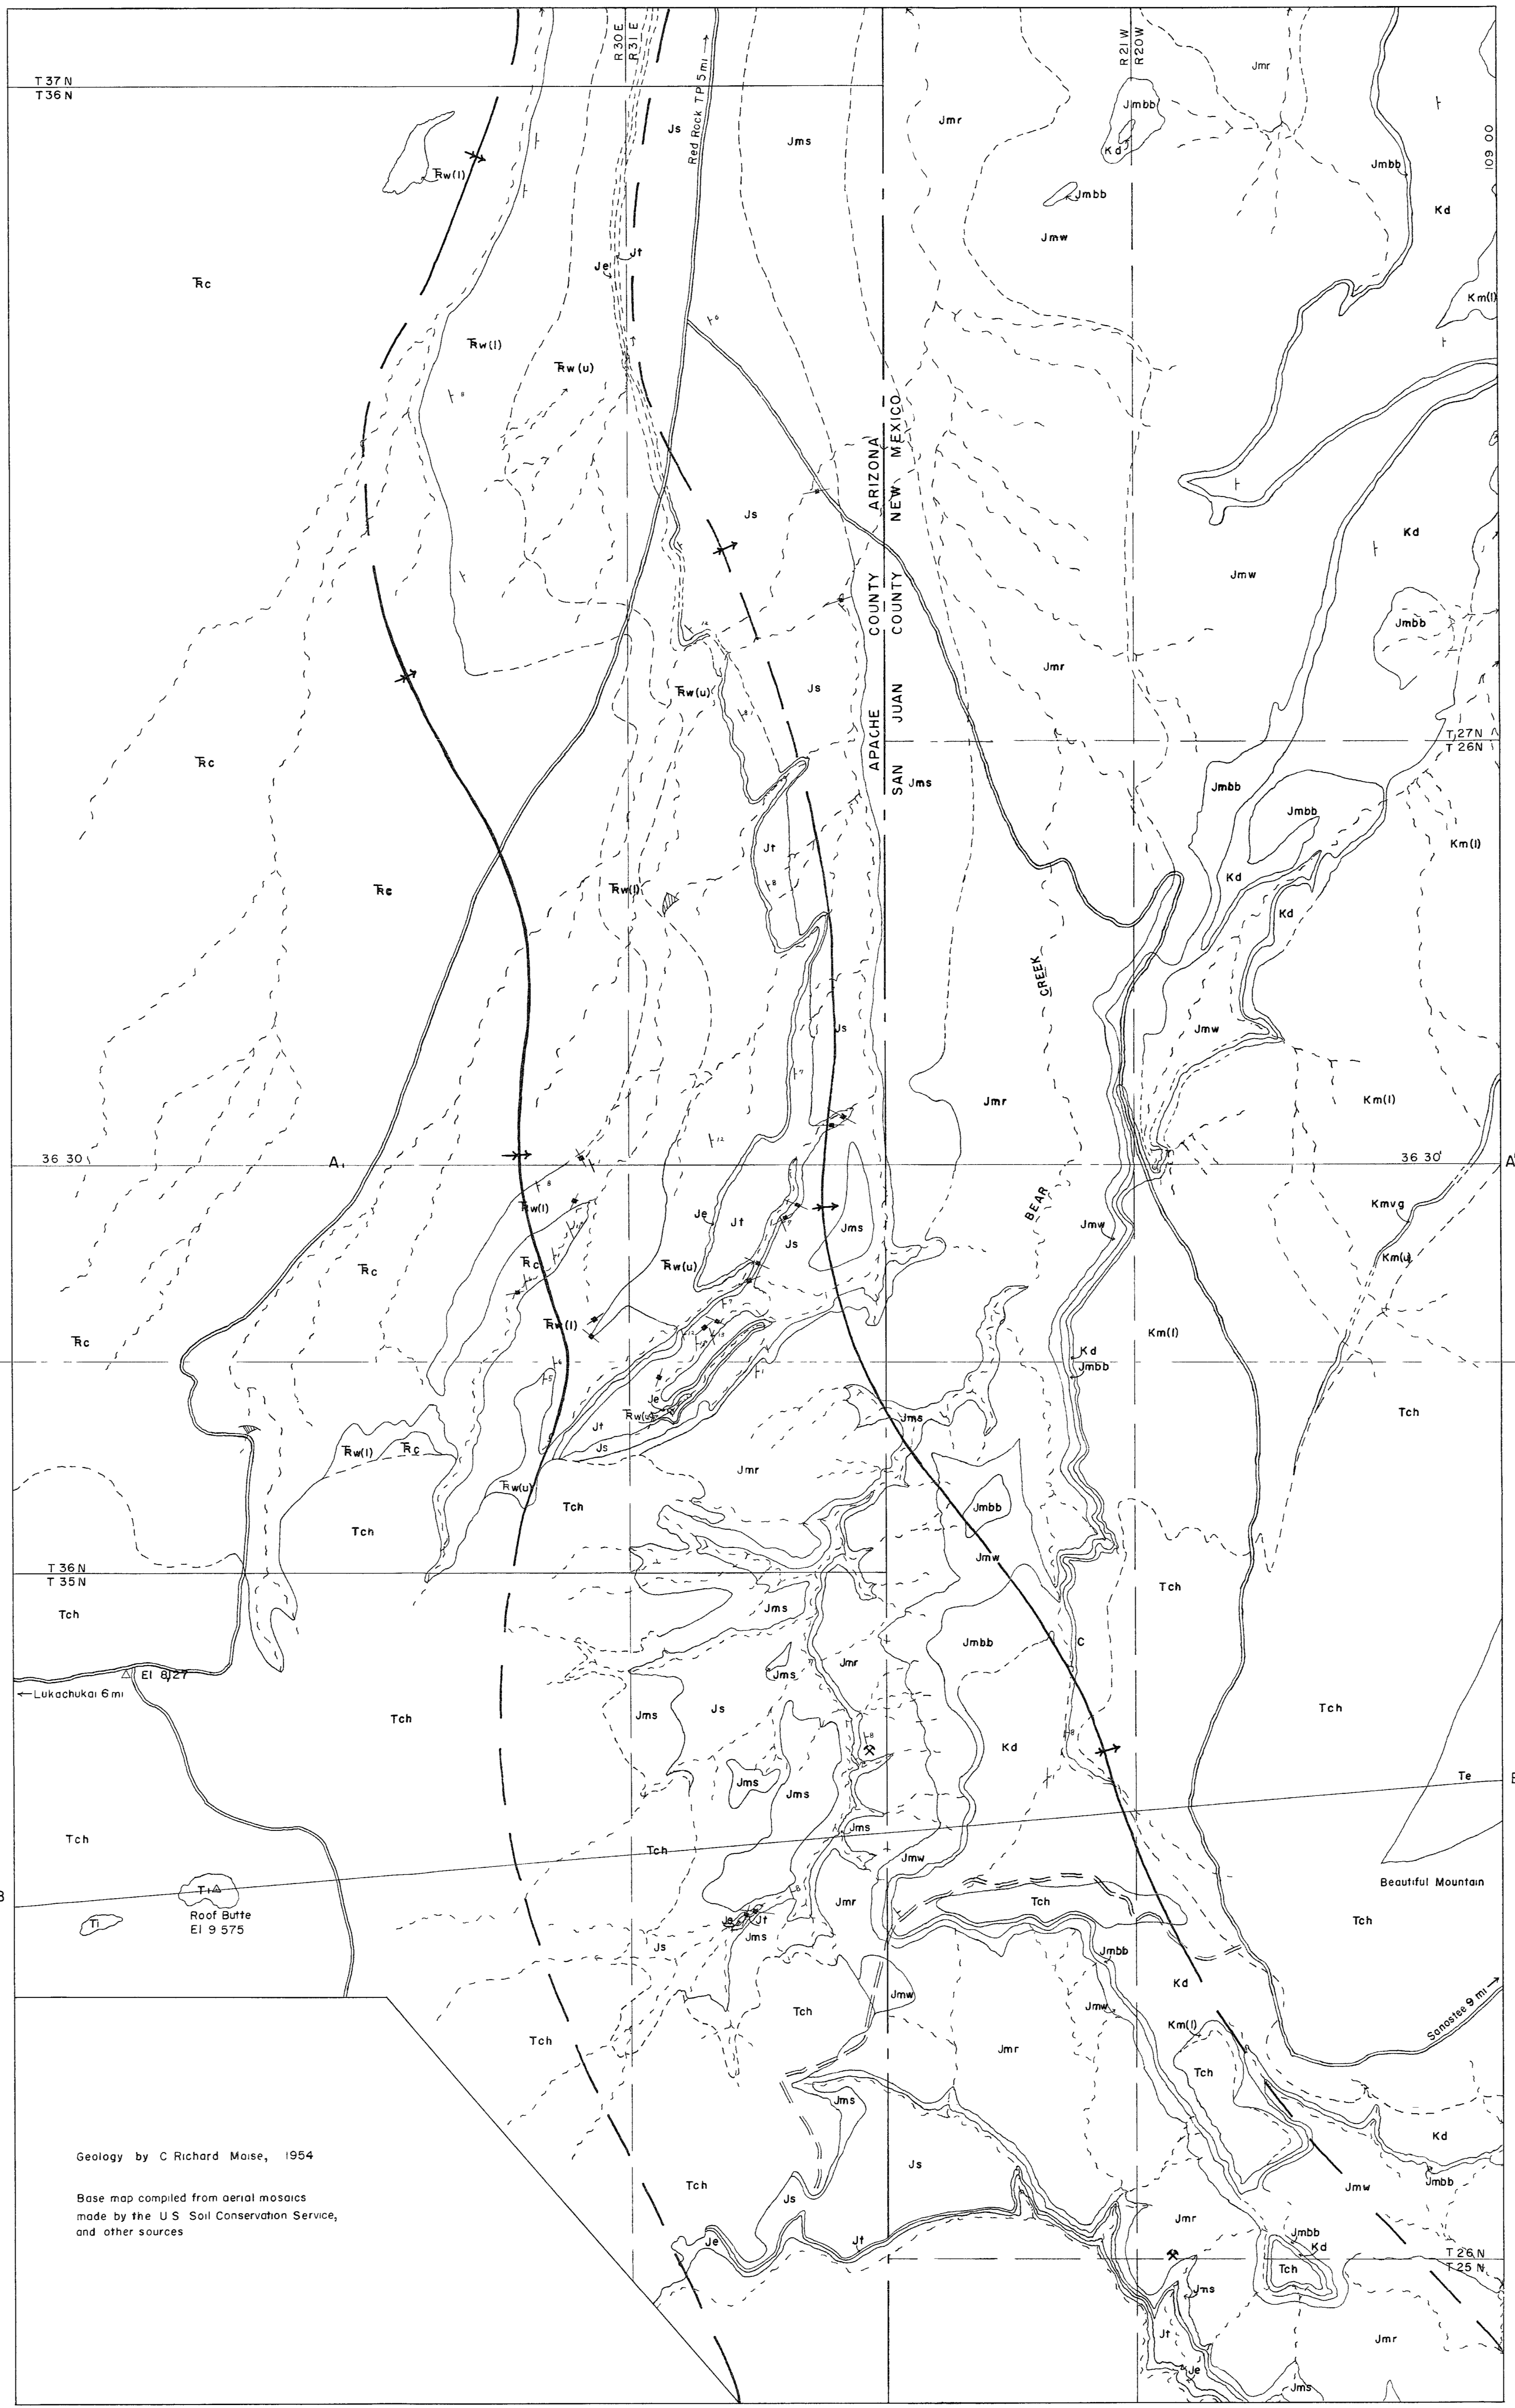 R 30 E
R 31 E
R 21 W
R 20 W
T 37 N
T 36 N
Red Rock TP 5 mi
109 00
Jmr
Jmbb
Js
Jms
Jmr
Kd
Jmbb
Ꞧw(l)
Jmbb
Kd
Jmw
Jt
Je
Ꞧc
Km(l)
Ꞧw(l)
Ꞧw(u)
ARIZONA
NEW MEXICO
Js
Kd
Jmw
COUNTY
COUNTY
Jmbb
Jmr
Ꞧw(u)
Js
APACHE
SAN JUAN
T 27 N
T 26 N
Ꞧc
Jms
Jmbb
Jmbb
Jt
Km(l)
Ꞧc
Ꞧw(l)
Kd
Kd
CREEK
Js
Jmw
Jmr
Km(l)
36 30
A
36 30'
A'
Ꞧw(l)
Je
Jt
Jms
BEAR
Jmw
Kmvg
Js
Ꞧc
Ꞧc
Ꞧw(u)
Km(u)
Ꞧw(l)
Ꞧc
Km(l)
Kd
Jmbb
Je
Ꞧw(u)
Jt
Js
Jms
Tch
Ꞧw(l)
Ꞧc
Jmr
Ꞧw(u)
Tch
Jmbb
Tch
Jmw
T 36 N
T 35 N
Tch
Tch
Jms
Jmbb
C
El 8,127
Jms
Jmr
Lukachukai 6 mi
Tch
Jms
Js
Tch
Kd
Te
Jms
Jms
B
Tch
Tch
Jms
Jmw
Beautiful Mountain
Ti
Ti
Roof Butte
El 9 575
Jmr
Tch
Tch
Je
Jt
Jms
Js
Jmbb
Kd
Jmw
Jmw
Tch
Sanostee 9 mi
Km(l)
Tch
Jmr
Tch
Jms
Kd
Geology by C Richard Maise, 1954
Js
Jmbb
Tch
Jmw
Base map compiled from aerial mosaics
made by the U S Soil Conservation Service,
and other sources
Js
Jmr
Je
Jt
Jmbb
Kd
Tch
T 26 N
T 25 N
Jms
Jt
Jmr
Je
Jms